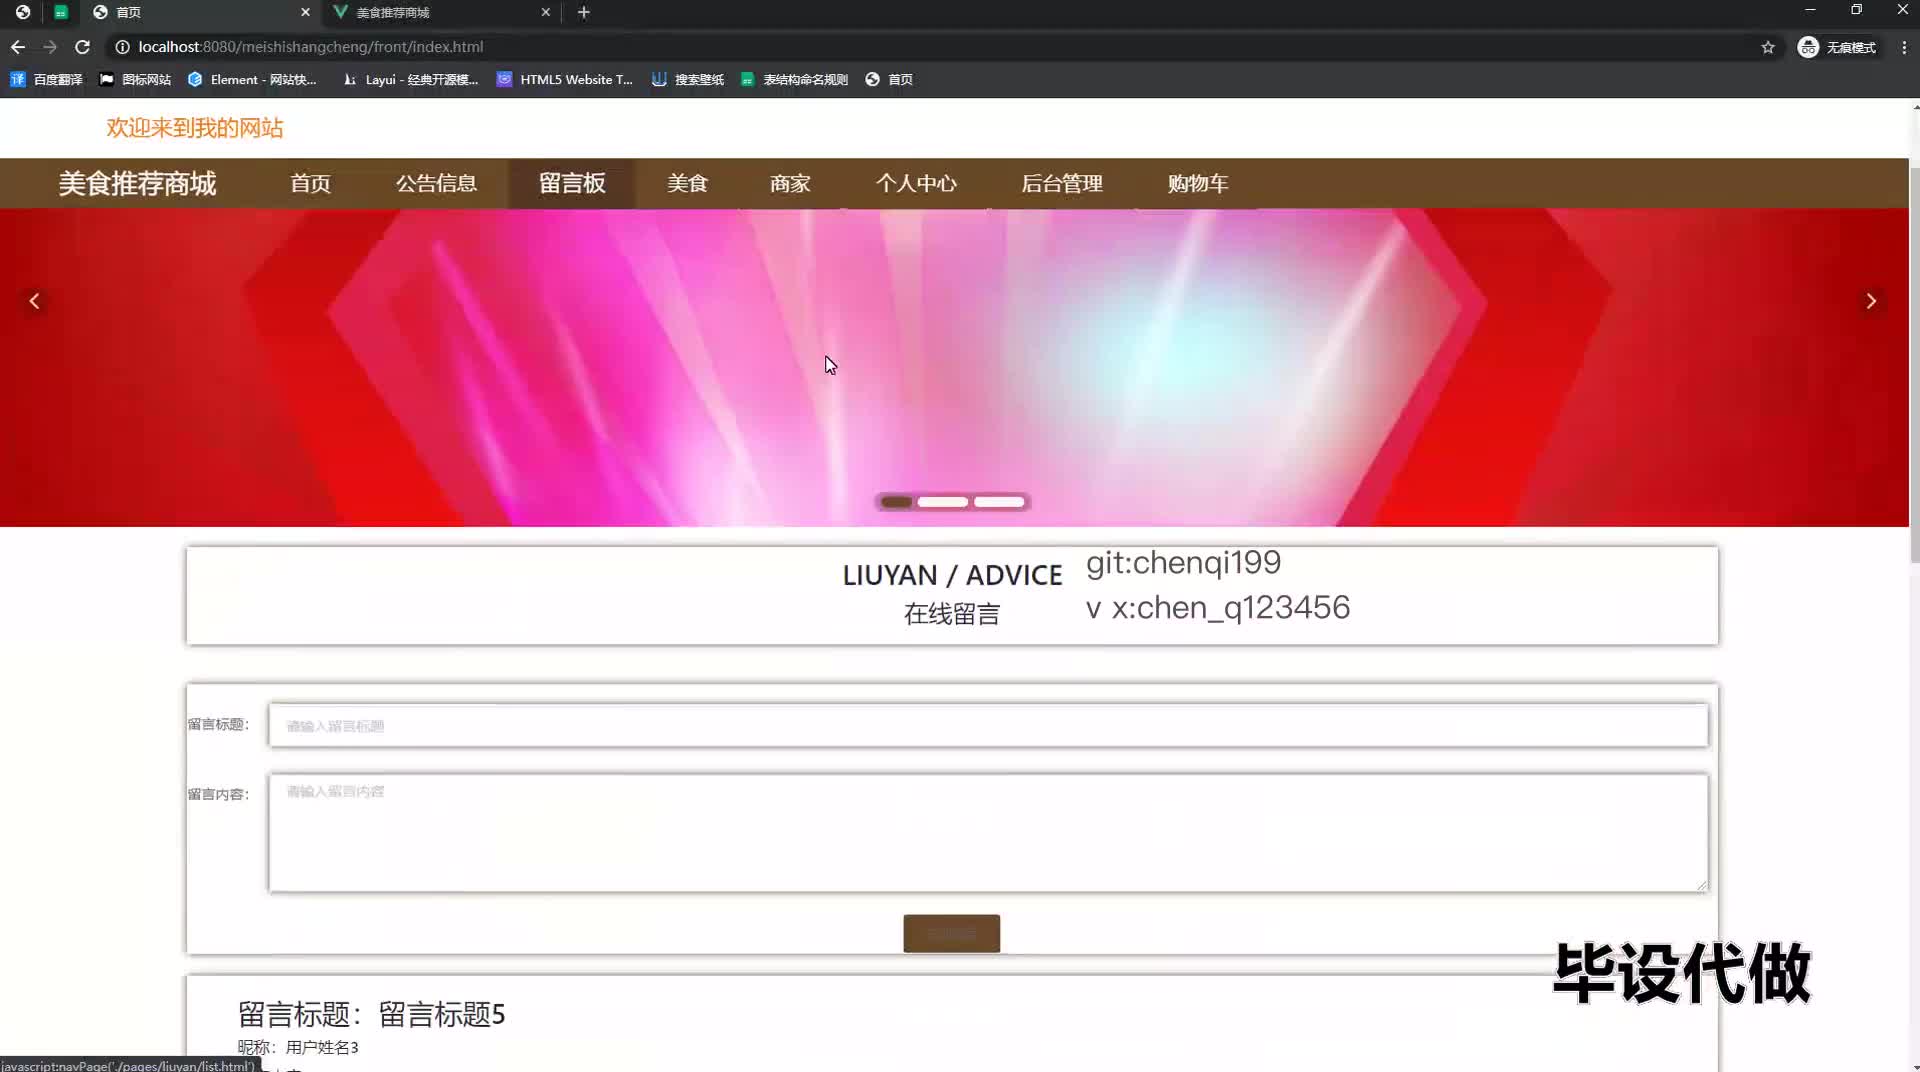 首页
美食推荐商城
localhost:8080/meishishangcheng/front/index.html
无痕模式
百度翻译
图标网站
Element - 网站快...
Layui - 经典开源模...
HTML5 Website T...
搜索壁纸
表结构命名规则
首页
欢迎来到我的网站
美食推荐商城
首页
公告信息
留言板
美食
商家
个人中心
后台管理
购物车
LIUYAN / ADVICE
在线留言
git:chenqi199
v x:chen_q123456
留言标题：
请输入留言标题
留言内容：
请输入留言内容
毕设代做
留言标题：留言标题5
昵称：用户姓名3
javascript:navPage('./pages/liuyan/list.html')